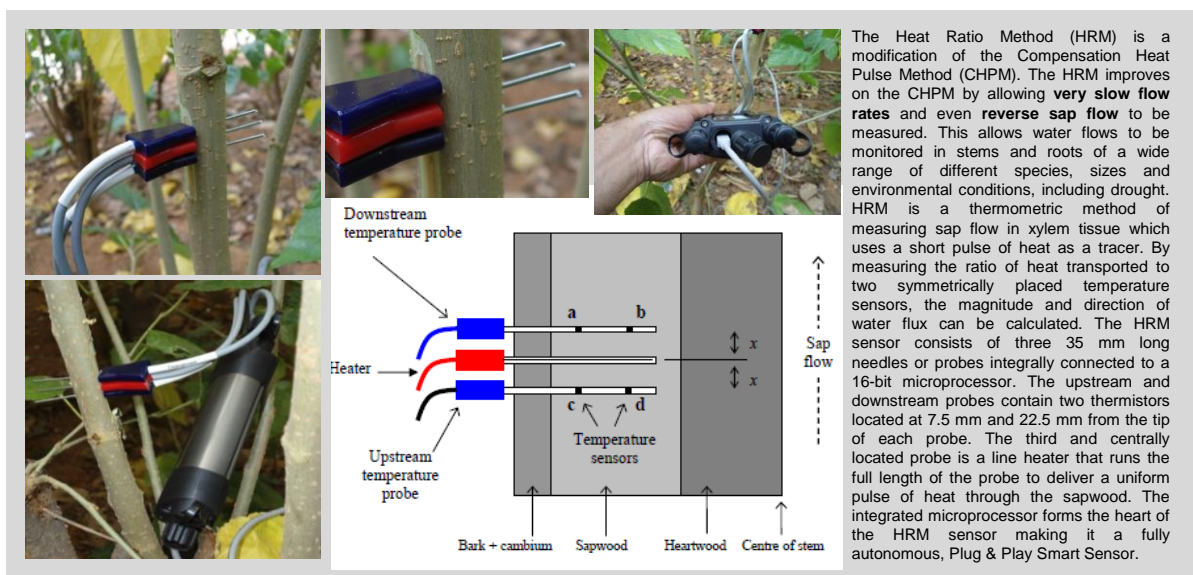 Downstream
temperature probe
a
b
x
Heater
x
Sap
flow
c
d
Temperature
sensors
Upstream
temperature
probe
Bark + cambium
Sapwood
Heartwood
Centre of stem
The Heat Ratio Method (HRM) is a
modification of the Compensation Heat
Pulse Method (CHPM). The HRM improves
on the CHPM by allowing very slow flow
rates and even reverse sap flow to be
measured. This allows water flows to be
monitored in stems and roots of a wide
range of different species, sizes and
environmental conditions, including drought.
HRM is a thermometric method of
measuring sap flow in xylem tissue which
uses a short pulse of heat as a tracer. By
measuring the ratio of heat transported to
two symmetrically placed temperature
sensors, the magnitude and direction of
water flux can be calculated. The HRM
sensor consists of three 35 mm long
needles or probes integrally connected to a
16-bit microprocessor. The upstream and
downstream probes contain two thermistors
located at 7.5 mm and 22.5 mm from the tip
of each probe. The third and centrally
located probe is a line heater that runs the
full length of the probe to deliver a uniform
pulse of heat through the sapwood. The
integrated microprocessor forms the heart of
the HRM sensor making it a fully
autonomous, Plug & Play Smart Sensor.